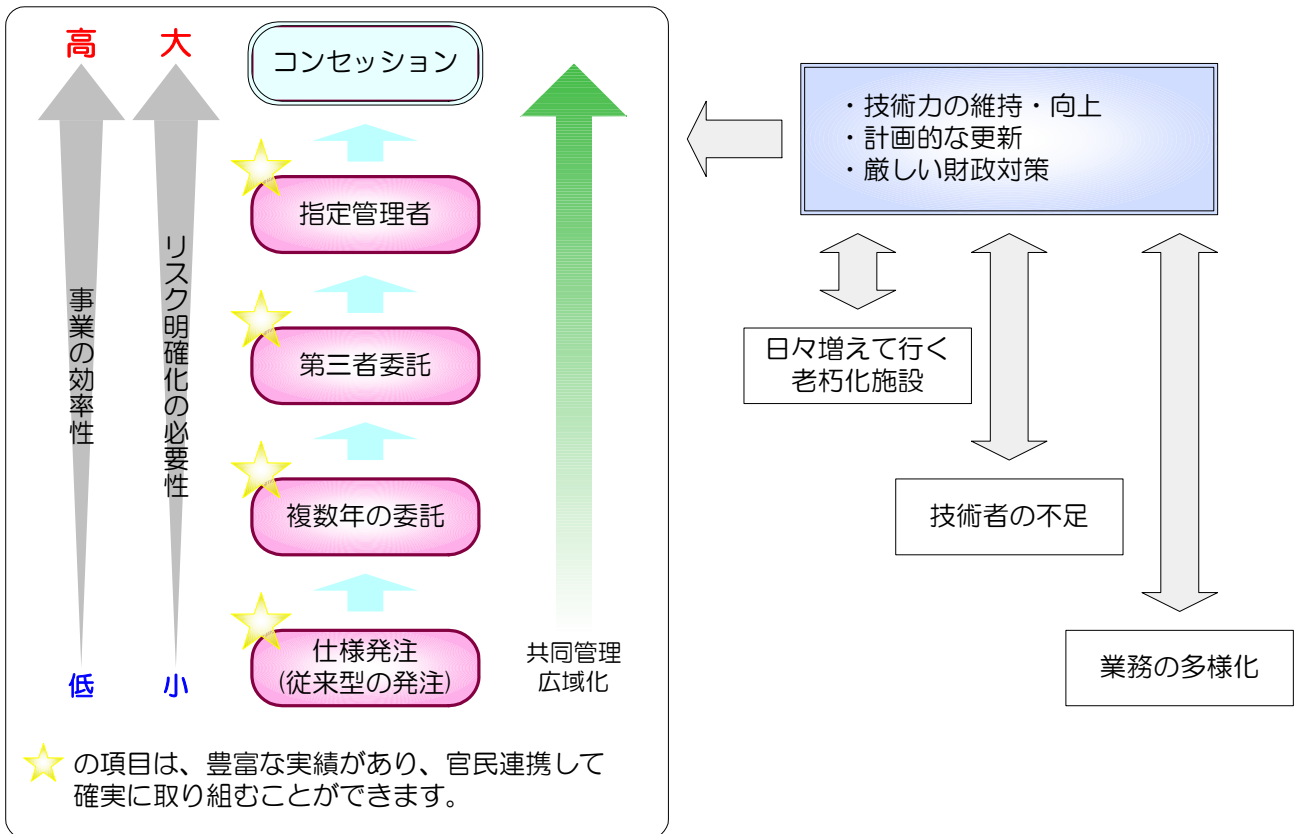 高
大
コンセッション
指定管理者
第三者委託
複数年の委託
仕様発注
(従来型の発注)
事業の効率性
リスク明確化の必要性
低
小
共同管理
広域化
の項目は、豊富な実績があり、官民連携して
確実に取り組むことができます。
・技術力の維持・向上
・計画的な更新
・厳しい財政対策
日々増えて行く
老朽化施設
技術者の不足
業務の多様化